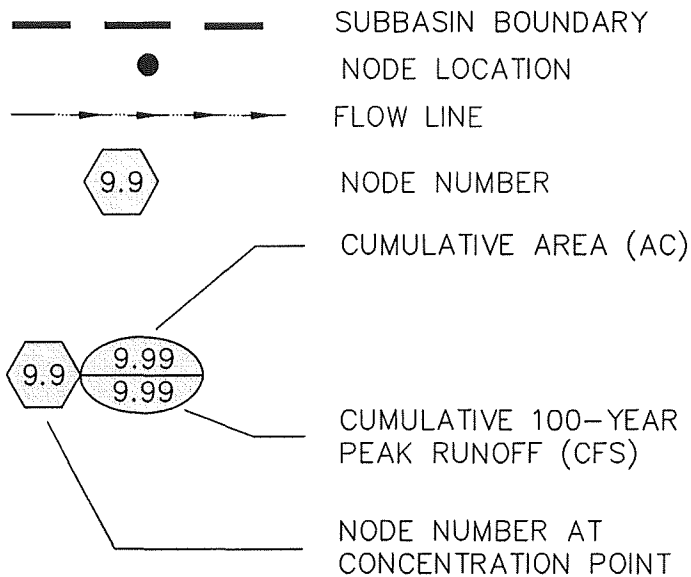 SUBBASIN BOUNDARY
NODE LOCATION
FLOW LINE
9.9
NODE NUMBER
CUMULATIVE AREA (AC)
9.9
9.99
9.99
CUMULATIVE 100-YEAR
PEAK RUNOFF (CFS)
NODE NUMBER AT
CONCENTRATION POINT